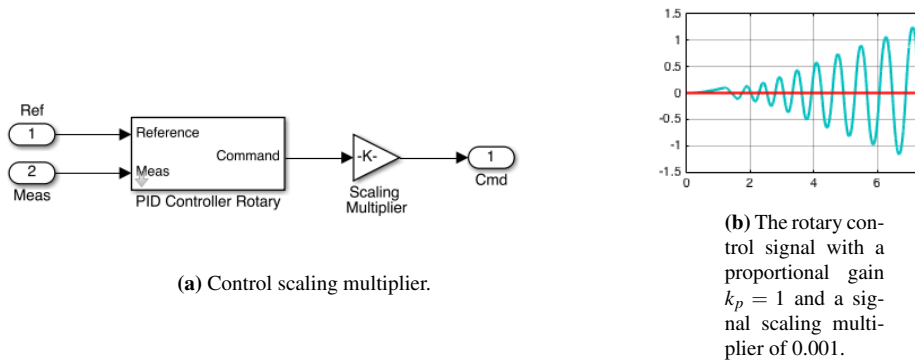 Ref
1
Reference
Command
2
Meas
Meas
PID Controller Rotary
-K-
Scaling
Multiplier
1
Cmd
(a) Control scaling multiplier.
1.5
1
0.5
0
-0.5
-1
-1.5
0 2 4 6
(b) The rotary con-
trol signal with a
proportional gain
kp = 1 and a sig-
nal scaling multi-
plier of 0.001.